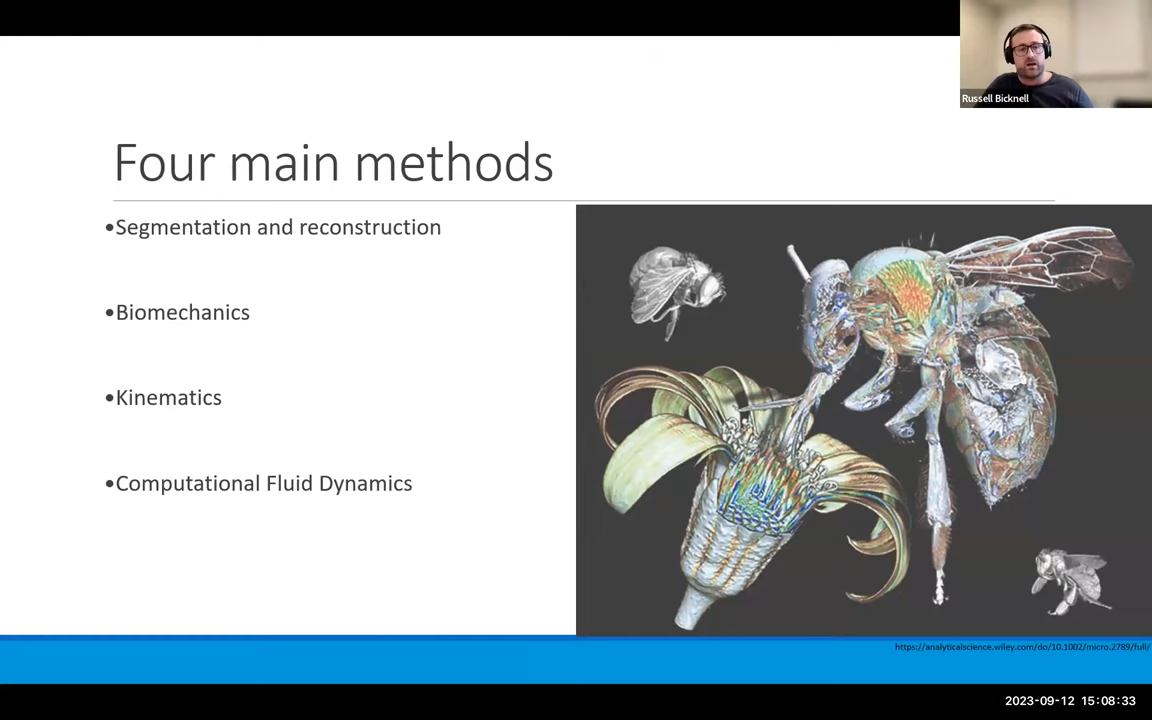 Russell Bicknell
Four main methods
•Segmentation and reconstruction
•Biomechanics
•Kinematics
•Computational Fluid Dynamics
https://analyticalscience.wiley.com/do/10.1002/micro.2789/full/
2023-09-12 15:08:33